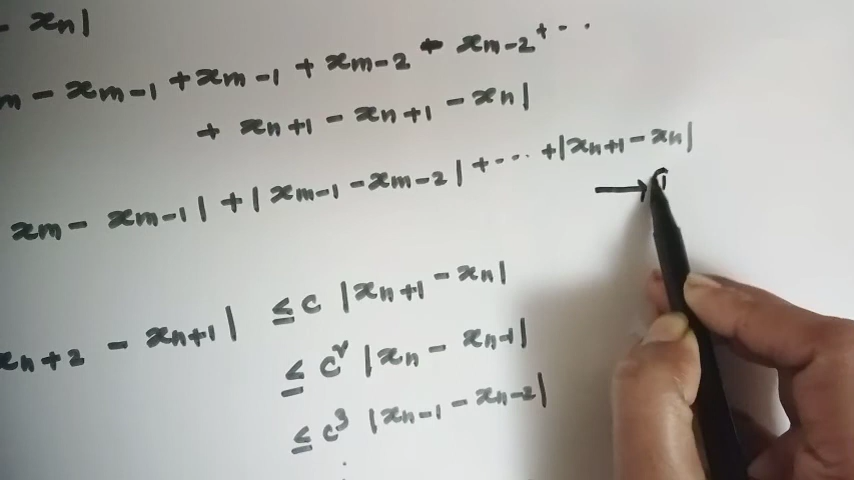 - xn|
m - xm-1 + xm-1 + xm-2 - xm-2 + ..
+ xn+1 - xn+1 - xn|
xm - xm-1| + |xm-1 - xm-2| + ... + |xn+1 - xn|
→
xn+2 - xn+1| ≤ c |xn+1 - xn|
≤ c² |xn - xn-1|
≤ c³ |xn-1 - xn-2|
: